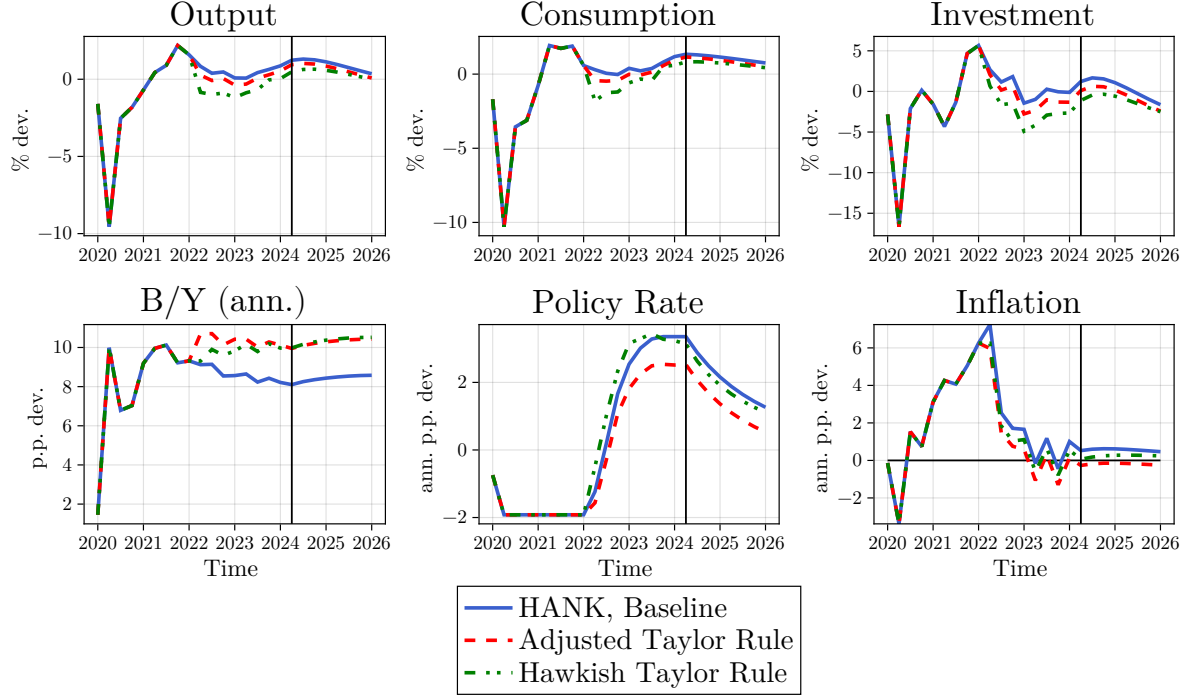 Output
Consumption
Investment
% dev.
0
−5
−10
2020 2021 2022 2023 2024 2025 2026
% dev.
0
−5
−10
2020 2021 2022 2023 2024 2025 2026
% dev.
5
0
−5
−10
−15
2020 2021 2022 2023 2024 2025 2026
B/Y (ann.)
Policy Rate
Inflation
p.p. dev.
10
8
6
4
2
2020 2021 2022 2023 2024 2025 2026
Time
ann. p.p. dev.
2
0
−2
2020 2021 2022 2023 2024 2025 2026
Time
ann. p.p. dev.
6
4
2
0
−2
2020 2021 2022 2023 2024 2025 2026
Time
HANK, Baseline
Adjusted Taylor Rule
Hawkish Taylor Rule